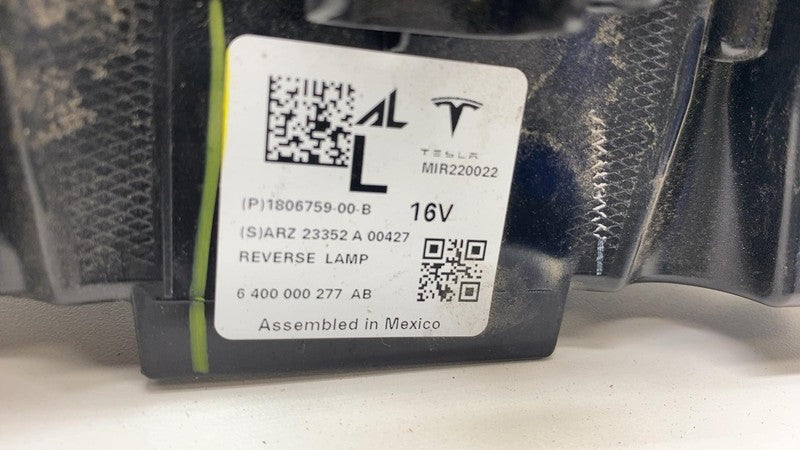 AL
L
TESLA
MIR220022
(P)1806759-00-B
16V
(S)ARZ 23352 A 00427
REVERSE LAMP
6 400 000 277 AB
Assembled in Mexico